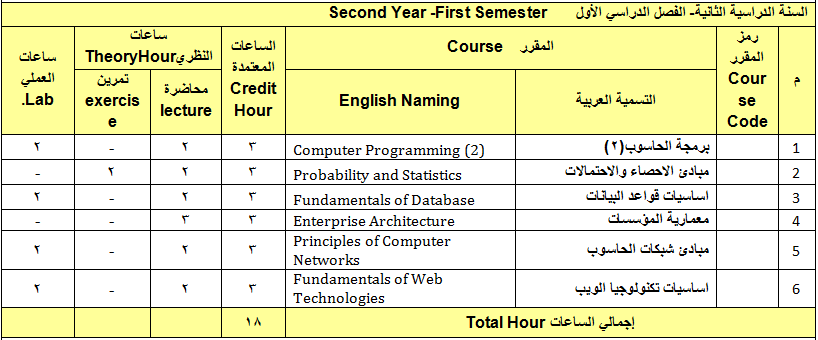 السنة الدراسية الثانية- الفصل الدراسي الأول Second Year -First Semester
م
رمز
المقرر
Cour
se
Code
المقرر Course
التسمية العربية
English Naming
الساعات
المعتمدة
Credit
Hour
ساعات
النظري TheoryHour
محاضرة
lecture
تمرين
exercis
e
ساعات
العملي
Lab.
1 برمجة الحاسوب(٢) Computer Programming (2) ٣ ٢ - ٢
2 مبادئ الاحصاء والاحتمالات Probability and Statistics ٣ ٢ ٢ -
3 اساسيات قواعد البيانات Fundamentals of Database ٣ ٢ - ٢
4 معمارية المؤسسات Enterprise Architecture ٣ ٣ - -
5 مبادئ شبكات الحاسوب Principles of Computer
Networks ٣ ٢ - ٢
6 اساسيات تكنولوجيا الويب Fundamentals of Web
Technologies ٣ ٢ - ٢
إجمالي الساعات Total Hour ١٨